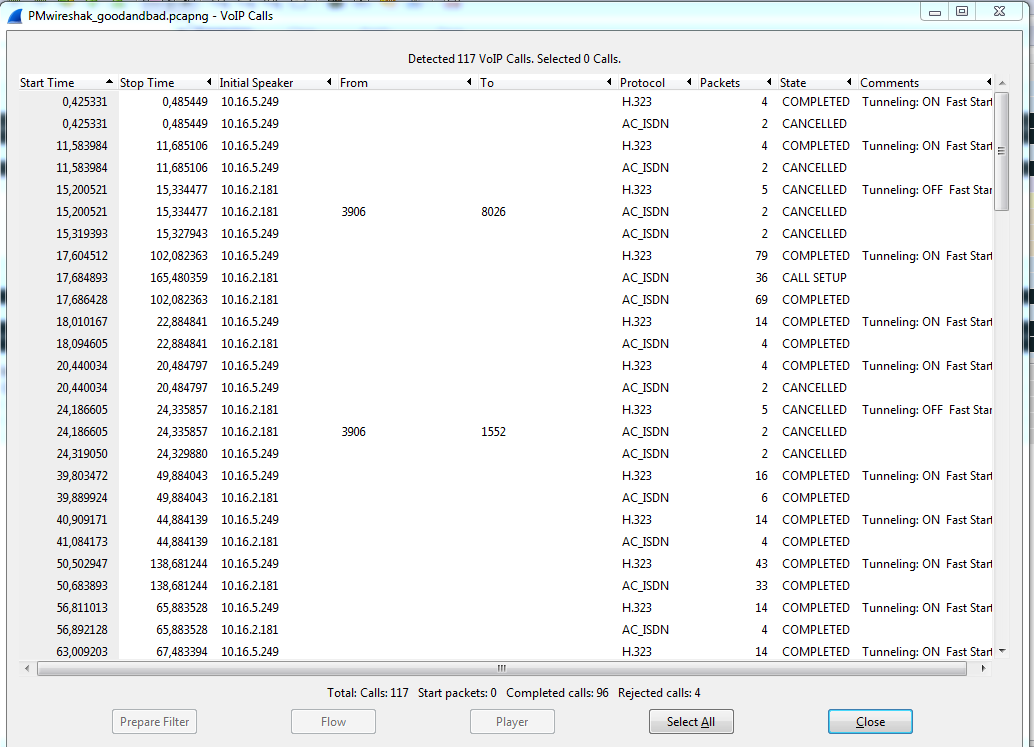 PMwireshak_goodandbad.pcapng - VoIP Calls
Detected 117 VoIP Calls. Selected 0 Calls.
Start Time Stop Time Initial Speaker From To Protocol Packets State Comments
0,425331 0,485449 10.16.5.249 H.323 4 COMPLETED Tunneling: ON Fast Start
0,425331 0,485449 10.16.5.249 AC_ISDN 2 CANCELLED
11,583984 11,685106 10.16.5.249 H.323 4 COMPLETED Tunneling: ON Fast Start
11,583984 11,685106 10.16.5.249 AC_ISDN 2 CANCELLED
15,200521 15,334477 10.16.2.181 H.323 5 CANCELLED Tunneling: OFF Fast Star
15,200521 15,334477 10.16.2.181 3906 8026 AC_ISDN 2 CANCELLED
15,319393 15,327943 10.16.5.249 AC_ISDN 2 CANCELLED
17,604512 102,082363 10.16.5.249 H.323 79 COMPLETED Tunneling: ON Fast Start
17,684893 165,480359 10.16.2.181 AC_ISDN 36 CALL SETUP
17,686428 102,082363 10.16.2.181 AC_ISDN 69 COMPLETED
18,010167 22,884841 10.16.5.249 H.323 14 COMPLETED Tunneling: ON Fast Start
18,094605 22,884841 10.16.2.181 AC_ISDN 4 COMPLETED
20,440034 20,484797 10.16.5.249 H.323 4 COMPLETED Tunneling: ON Fast Start
20,440034 20,484797 10.16.5.249 AC_ISDN 2 CANCELLED
24,186605 24,335857 10.16.2.181 H.323 5 CANCELLED Tunneling: OFF Fast Star
24,186605 24,335857 10.16.2.181 3906 1552 AC_ISDN 2 CANCELLED
24,319050 24,329880 10.16.5.249 AC_ISDN 2 CANCELLED
39,803472 49,884043 10.16.5.249 H.323 16 COMPLETED Tunneling: ON Fast Start
39,889924 49,884043 10.16.2.181 AC_ISDN 6 COMPLETED
40,909171 44,884139 10.16.5.249 H.323 14 COMPLETED Tunneling: ON Fast Start
41,084173 44,884139 10.16.2.181 AC_ISDN 4 COMPLETED
50,502947 138,681244 10.16.5.249 H.323 43 COMPLETED Tunneling: ON Fast Start
50,683893 138,681244 10.16.2.181 AC_ISDN 33 COMPLETED
56,811013 65,883528 10.16.5.249 H.323 14 COMPLETED Tunneling: ON Fast Start
56,892128 65,883528 10.16.2.181 AC_ISDN 4 COMPLETED
63,009203 67,483394 10.16.5.249 H.323 14 COMPLETED Tunneling: ON Fast Start
Total: Calls: 117 Start packets: 0 Completed calls: 96 Rejected calls: 4
Prepare Filter Flow Player Select All Close